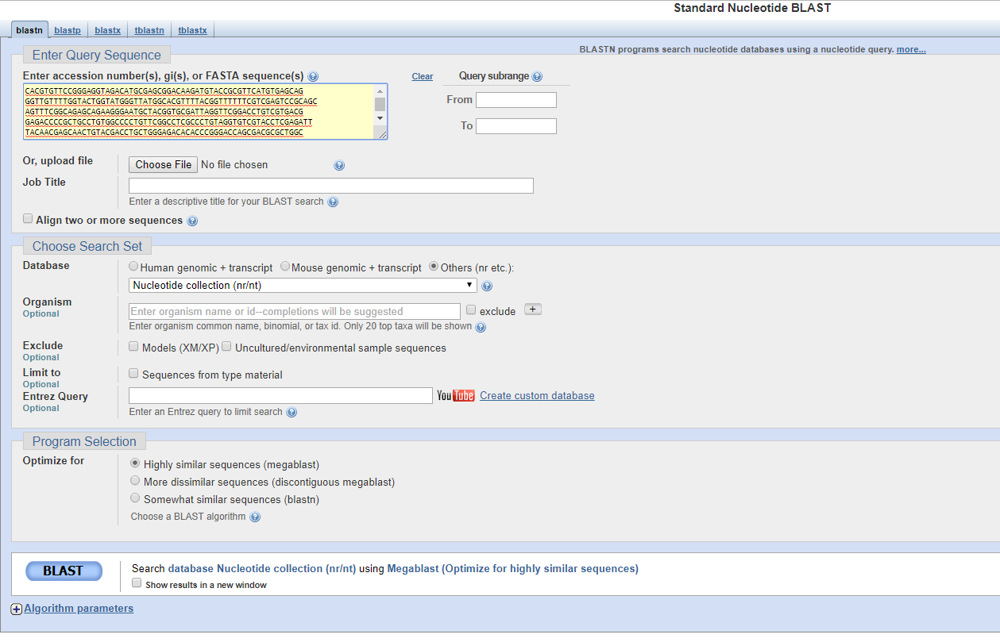 Standard Nucleotide BLAST
blastn blastp blastx tblastn tblastx
Enter Query Sequence
BLASTN programs search nucleotide databases using a nucleotide query. more...
Enter accession number(s), gi(s), or FASTA sequence(s)
Clear
Query subrange
CACGTGTTCCGGGAGGTAGACATGCGAGCGGACAAGATGTACCGCGTTCATGTGAGCAG
GGTTGTTTTGGTACTGGTATGGGTTATGGCACGTTTTACGGTTTTTTCGTCGAGTCCGCAGC
AGTTTCGGCAGAGCAGAAGGGAATGCTACGGTGCGATTAGGTTCGGACCTGTCGTGACG
GAGACCCCGCTGCCTGTGGCCCCTGTTCGGCCTCGCCCTGTAGGTGTCGTACCTCGAGATT
TACAACGAGCAACTGTACGACCTGCTGGGAGACACACCCGGGACCAGCGACGCGCTGGC
From
To
Or, upload file
Choose File No file chosen
Job Title
Enter a descriptive title for your BLAST search
Align two or more sequences
Choose Search Set
Database
Human genomic + transcript Mouse genomic + transcript Others (nr etc.):
Nucleotide collection (nr/nt)
Organism
Optional
Enter organism name or id--completions will be suggested
exclude
+
Enter organism common name, binomial, or tax id. Only 20 top taxa will be shown
Exclude
Optional
Models (XM/XP) Uncultured/environmental sample sequences
Limit to
Optional
Sequences from type material
Entrez Query
Optional
YouTube Create custom database
Enter an Entrez query to limit search
Program Selection
Optimize for
Highly similar sequences (megablast)
More dissimilar sequences (discontiguous megablast)
Somewhat similar sequences (blastn)
Choose a BLAST algorithm
BLAST
Search database Nucleotide collection (nr/nt) using Megablast (Optimize for highly similar sequences)
Show results in a new window
Algorithm parameters